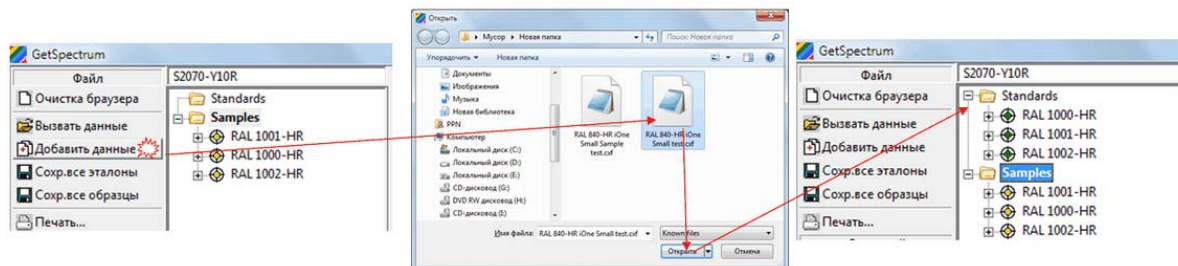 GetSpectrum
Файл
S2070-Y10R
Очистка браузера
Вызвать данные
Добавить данные
Сохр.все эталоны
Сохр.все образцы
Печать...
Standards
Samples
RAL 1001-HR
RAL 1000-HR
RAL 1002-HR
Открыть
Мусор
Новая папка
Поиск: Новая папка
Упорядочить
Новая папка
Документы
Изображения
Музыка
Новая библиотека
PPN
Компьютер
Локальный диск (C:)
Локальный диск (D:)
Локальный диск (E:)
CD-дисковод (G:)
DVD RW дисковод (H:)
CD-дисковод (I:)
RAL 840-HR iOne
Small Sample
test.cxf
RAL 840-HR iOne
Small test.cxf
Имя файла: RAL 840-HR iOne Small test.cxf
Known files
Открыть
Отмена
GetSpectrum
Файл
S2070-Y10R
Очистка браузера
Вызвать данные
Добавить данные
Сохр.все эталоны
Сохр.все образцы
Печать...
Standards
RAL 1000-HR
RAL 1001-HR
RAL 1002-HR
Samples
RAL 1001-HR
RAL 1000-HR
RAL 1002-HR